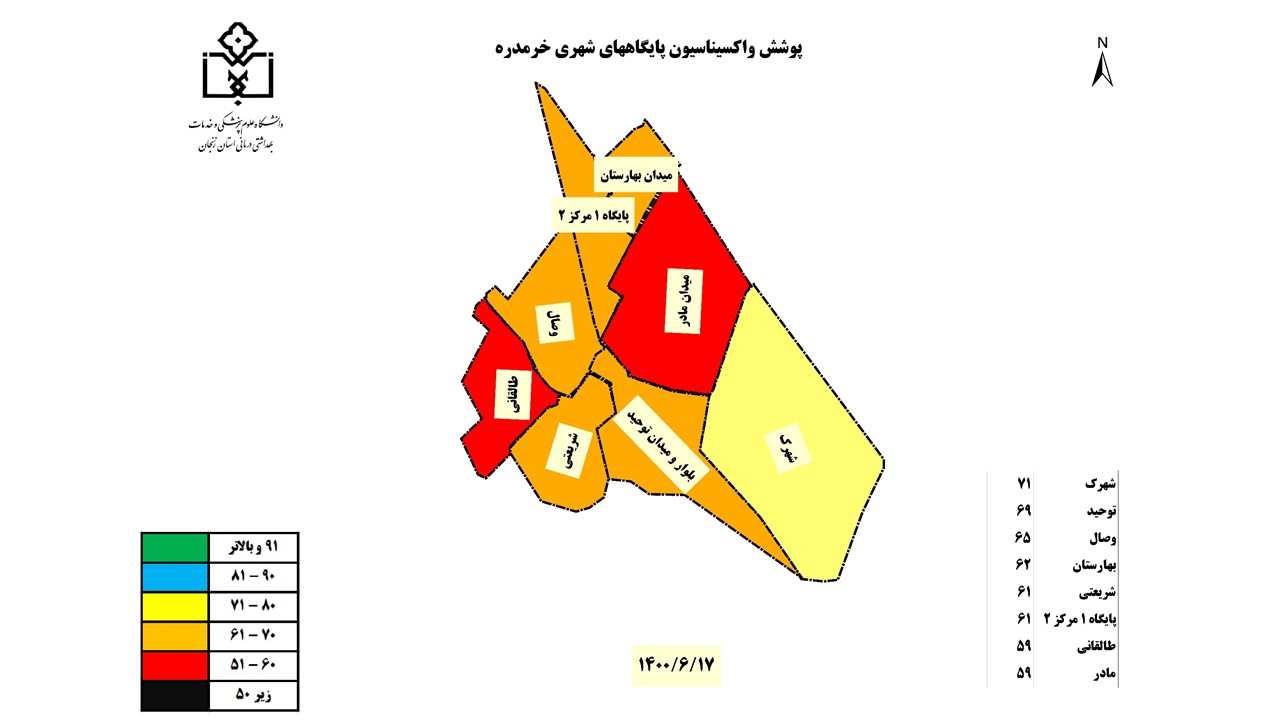 پوشش واکسیناسیون پایگاههای شهری خرمدره
N
دانشگاه علوم پزشکی و خدمات
بهداشتی درمانی استان زنجان
میدان بهارستان
پایگاه ۱ مرکز ۲
میدان مادر
وصال
طالقانی
شریعتی
بلوار و میدان توحید
شهرک
شهرک ۷۱
توحید ۶۹
وصال ۶۵
بهارستان ۶۲
شریعتی ۶۱
پایگاه ۱ مرکز ۲ ۶۱
طالقانی ۵۹
مادر ۵۹
۹۱ و بالاتر
۸۱ – ۹۰
۷۱ – ۸۰
۶۱ – ۷۰
۵۱ – ۶۰
زیر ۵۰
۱۴۰۰/۶/۱۷